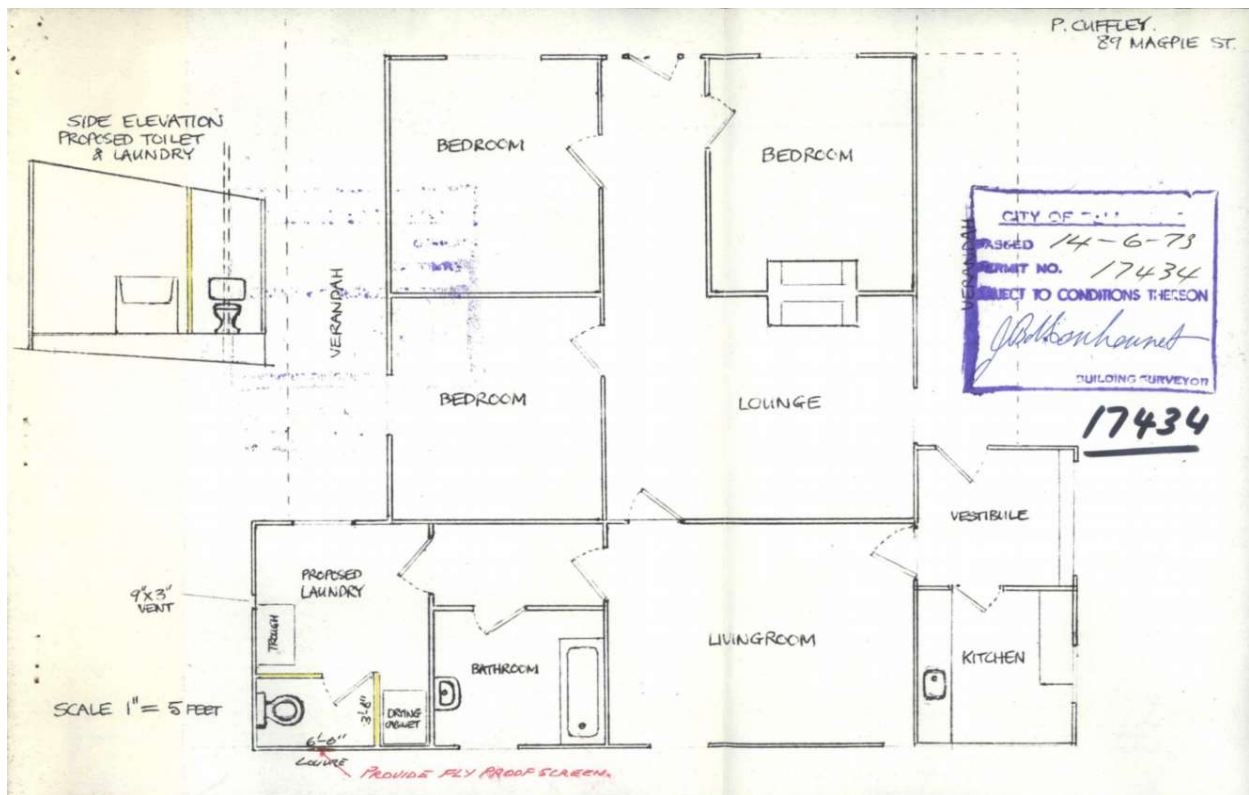 P. CUFFLEY.
89 MAGPIE ST.
SIDE ELEVATION
PROPOSED TOILET
& LAUNDRY
BEDROOM
BEDROOM
VERANDAH
VERANDAH
CITY OF
PASSED 14-6-73
PERMIT NO. 17434
SUBJECT TO CONDITIONS THEREON
BUILDING SURVEYOR
17434
BEDROOM
LOUNGE
VESTIBULE
9"x3"
VENT
PROPOSED
LAUNDRY
TROUGH
BATHROOM
LIVINGROOM
KITCHEN
SCALE 1" = 5 FEET
3'-6"
DRYING
CABINET
6'-0"
LOUVRE
PROVIDE FLY PROOF SCREEN.